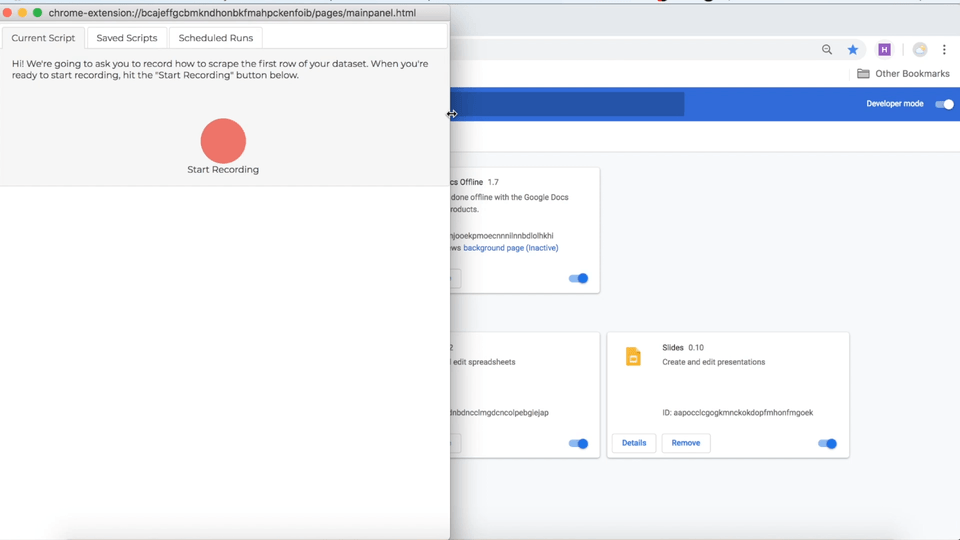 chrome-extension://bcajeffgcbmkndhonbkfmahpckenfoib/pages/mainpanel.html
Current Script
Saved Scripts
Scheduled Runs
Hi! We're going to ask you to record how to scrape the first row of your dataset. When you're
ready to start recording, hit the "Start Recording" button below.
Start Recording
H
Other Bookmarks
Developer mode
cs Offline 1.7
done offline with the Google Docs
roducts.
njooekpmoecnnnilnnbdlolhkhi
ews background page (Inactive)
2
l edit spreadsheets
dnbdncclmgdcncolpebgiejap
Slides 0.10
Create and edit presentations
ID: aapocclcgogkmnckokdopfmhonfmgoek
Details
Remove